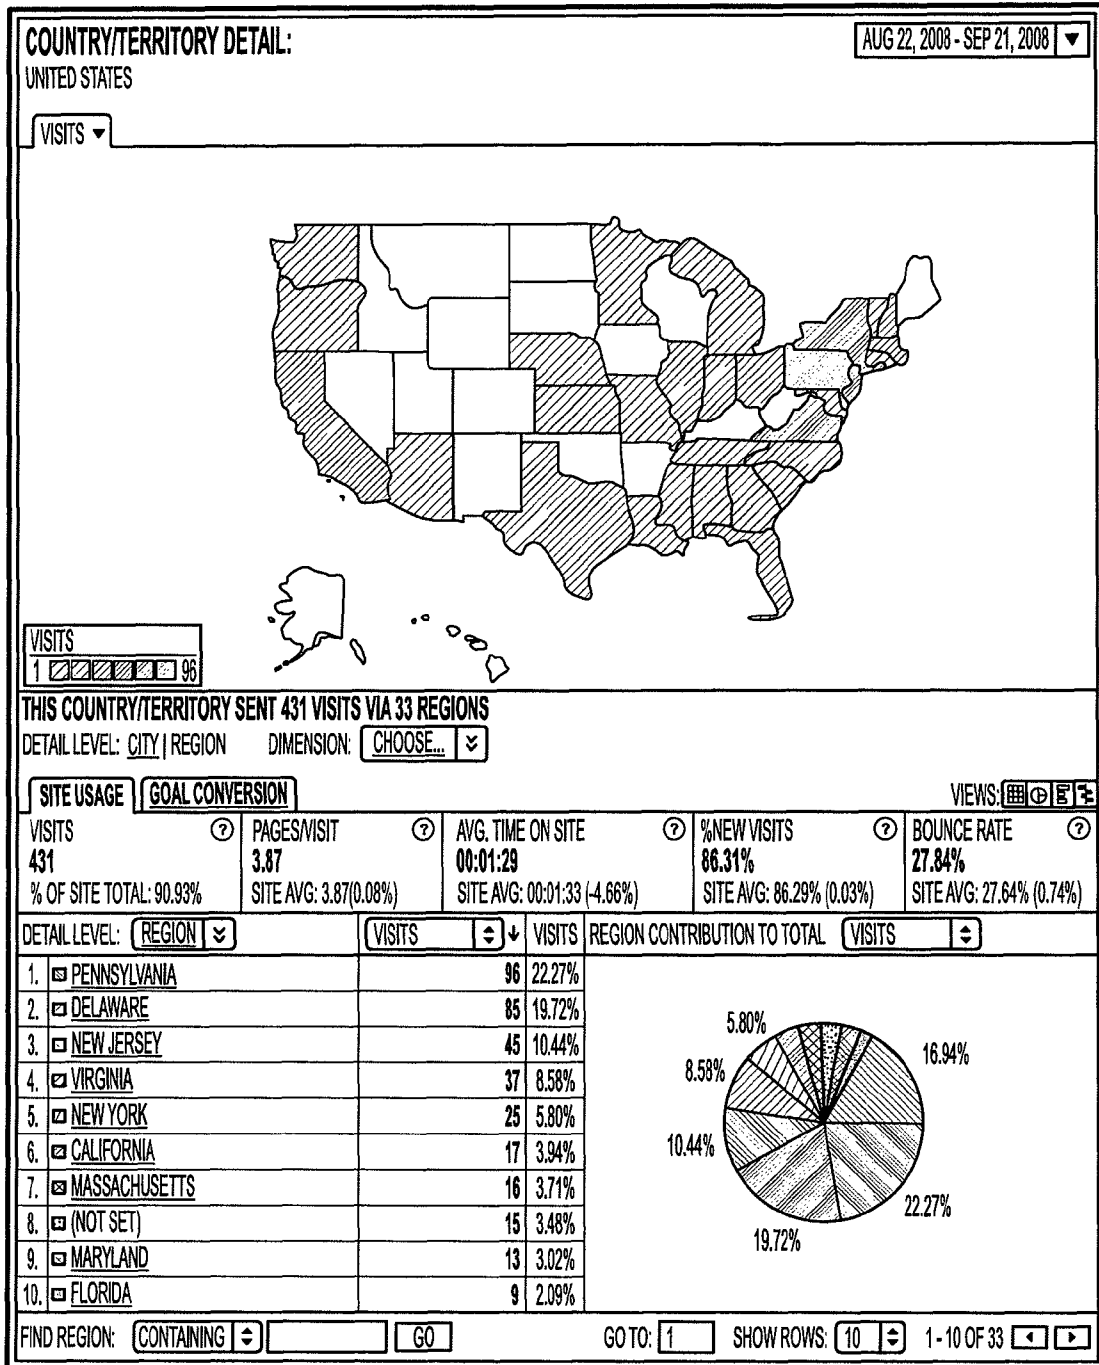 COUNTRY/TERRITORY DETAIL:
AUG 22, 2008 - SEP 21, 2008
UNITED STATES
VISITS
VISITS
1 96
THIS COUNTRY/TERRITORY SENT 431 VISITS VIA 33 REGIONS
DETAIL LEVEL: CITY | REGION DIMENSION: CHOOSE...
SITE USAGE GOAL CONVERSION VIEWS:
VISITS ? PAGES/VISIT ? AVG. TIME ON SITE ? %NEW VISITS ? BOUNCE RATE ?
431 3.87 00:01:29 86.31% 27.84%
% OF SITE TOTAL: 90.93% SITE AVG: 3.87(0.08%) SITE AVG: 00:01:33 (-4.66%) SITE AVG: 86.29% (0.03%) SITE AVG: 27.64% (0.74%)
DETAIL LEVEL: REGION VISITS VISITS REGION CONTRIBUTION TO TOTAL VISITS
1. PENNSYLVANIA 96 22.27%
2. DELAWARE 85 19.72%
3. NEW JERSEY 45 10.44%
4. VIRGINIA 37 8.58%
5. NEW YORK 25 5.80%
6. CALIFORNIA 17 3.94%
7. MASSACHUSETTS 16 3.71%
8. (NOT SET) 15 3.48%
9. MARYLAND 13 3.02%
10. FLORIDA 9 2.09%
5.80%
16.94%
8.58%
10.44%
22.27%
19.72%
FIND REGION: CONTAINING GO GO TO: 1 SHOW ROWS: 10 1 - 10 OF 33